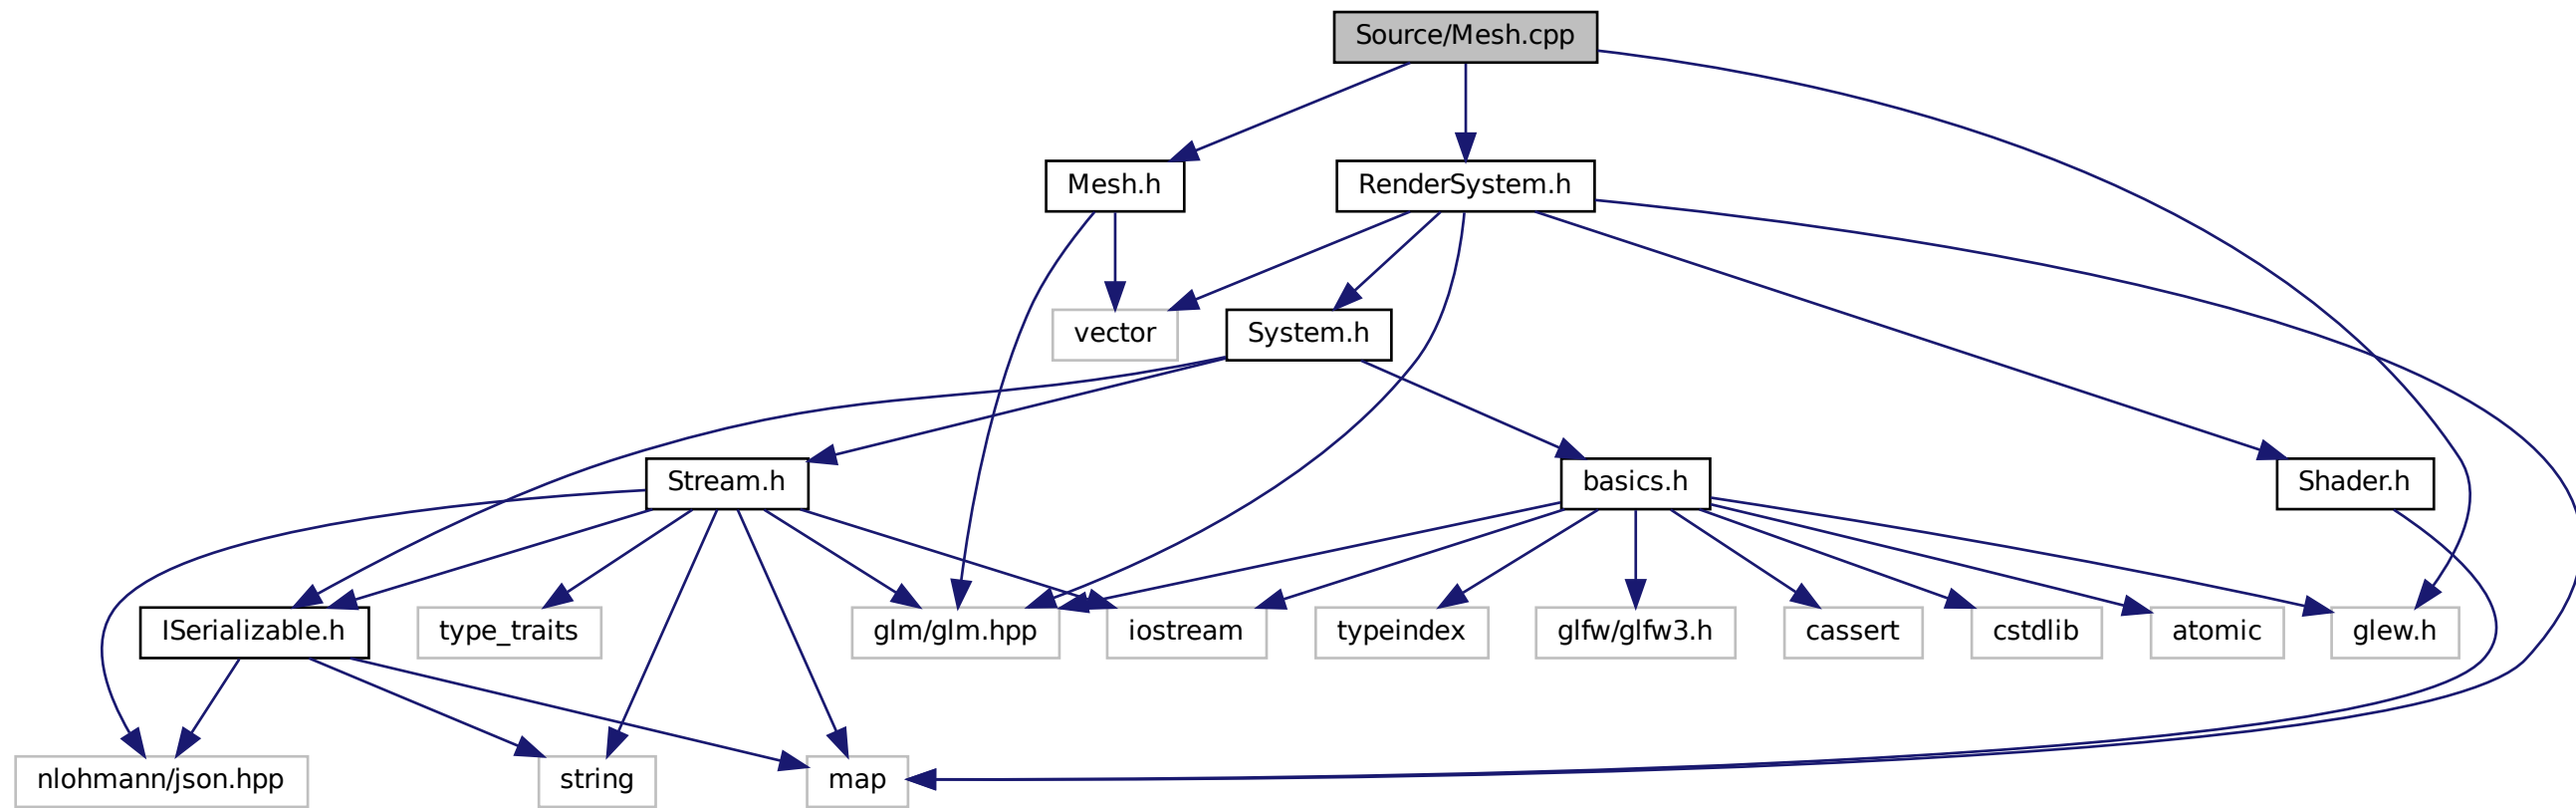 Source/Mesh.cpp
Mesh.h
RenderSystem.h
vector
System.h
Stream.h
basics.h
Shader.h
ISerializable.h
type_traits
glm/glm.hpp
iostream
typeindex
glfw/glfw3.h
cassert
cstdlib
atomic
glew.h
nlohmann/json.hpp
string
map